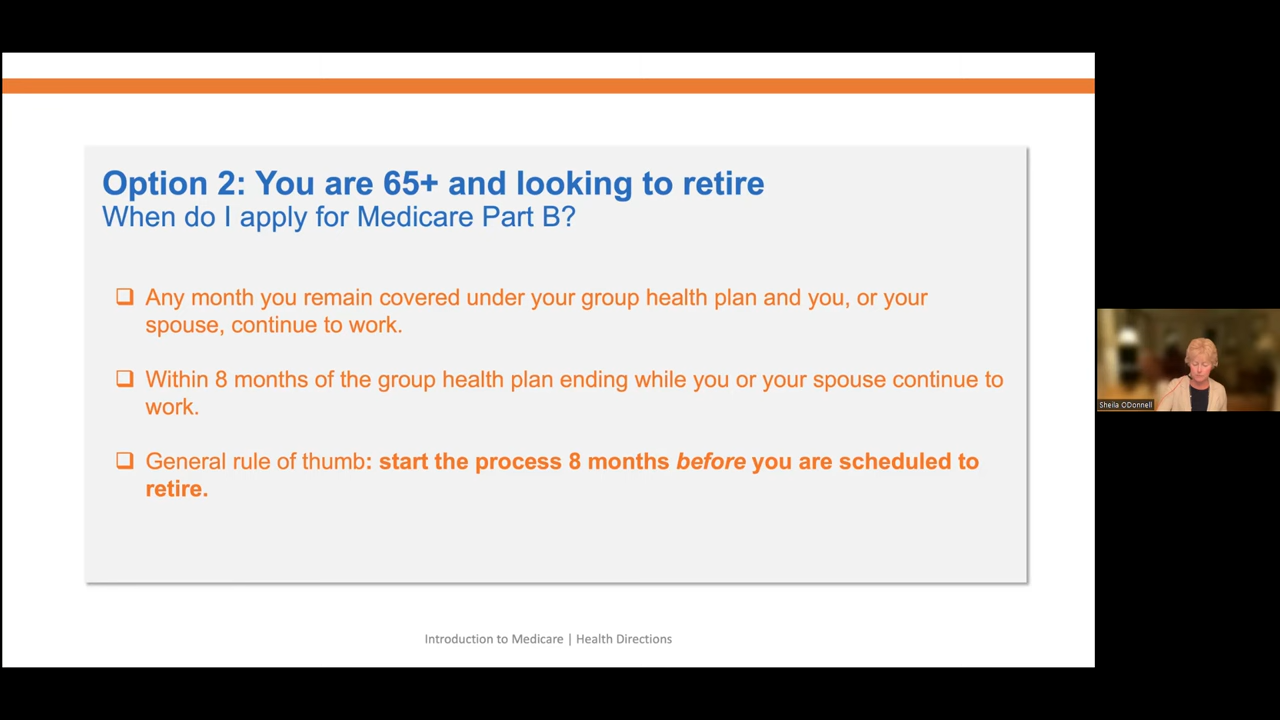 Option 2: You are 65+ and looking to retire
When do I apply for Medicare Part B?
❑ Any month you remain covered under your group health plan and you, or your
spouse, continue to work.
❑ Within 8 months of the group health plan ending while you or your spouse continue to
work.
❑ General rule of thumb: start the process 8 months before you are scheduled to
retire.
Introduction to Medicare | Health Directions
Sheila ODonnell